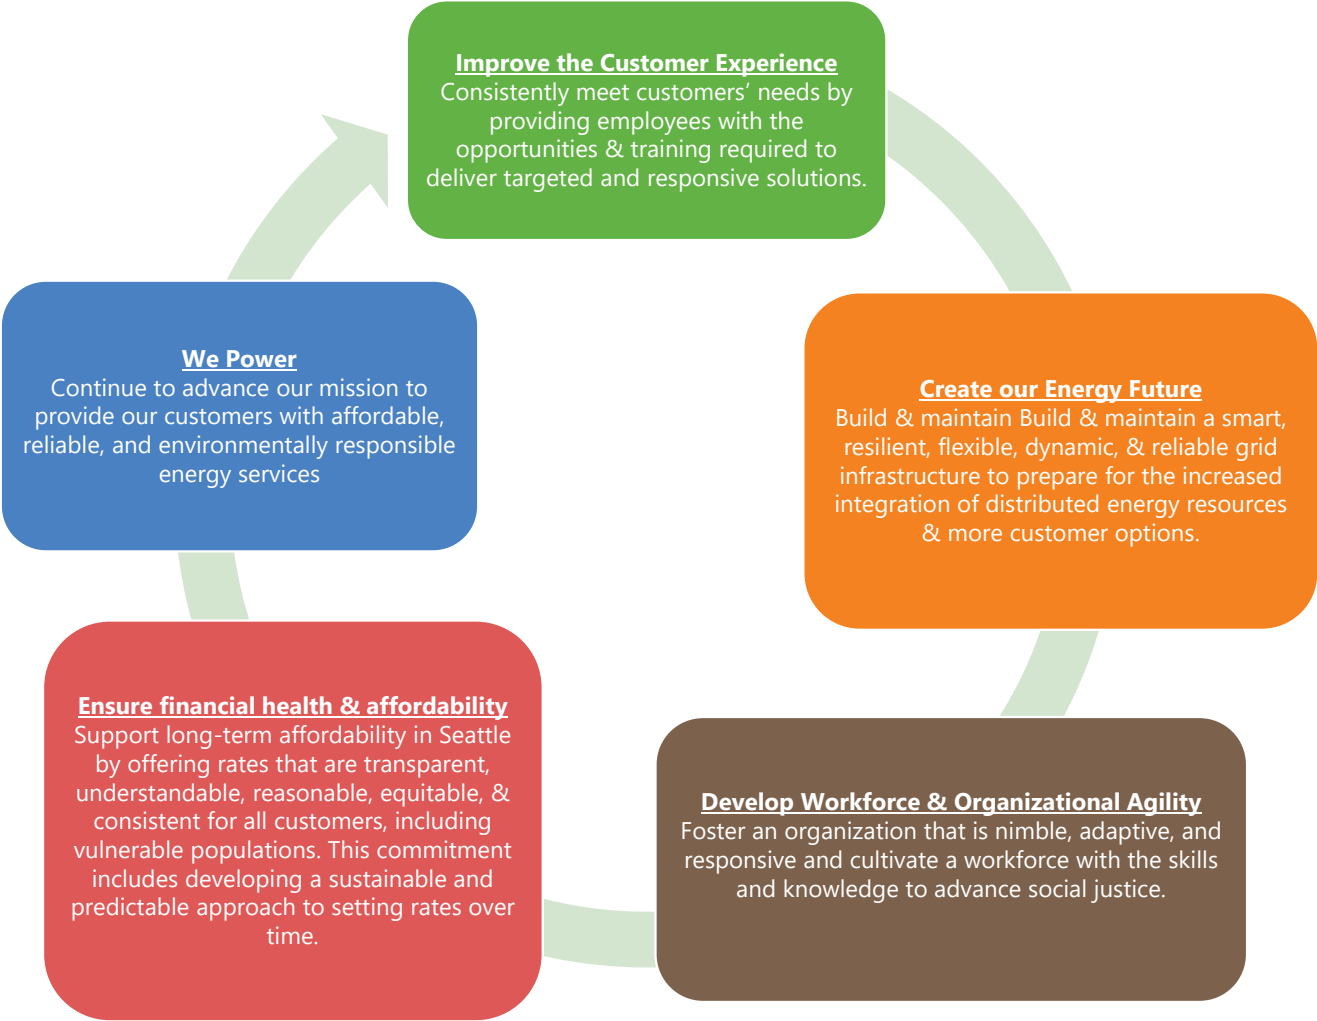 Improve the Customer Experience
Consistently meet customers’ needs by
providing employees with the
opportunities & training required to
deliver targeted and responsive solutions.
Create our Energy Future
Build & maintain Build & maintain a smart,
resilient, flexible, dynamic, & reliable grid
infrastructure to prepare for the increased
integration of distributed energy resources
& more customer options.
Develop Workforce & Organizational Agility
Foster an organization that is nimble, adaptive, and
responsive and cultivate a workforce with the skills
and knowledge to advance social justice.
Ensure financial health & affordability
Support long-term affordability in Seattle
by offering rates that are transparent,
understandable, reasonable, equitable, &
consistent for all customers, including
vulnerable populations. This commitment
includes developing a sustainable and
predictable approach to setting rates over
time.
We Power
Continue to advance our mission to
provide our customers with affordable,
reliable, and environmentally responsible
energy services